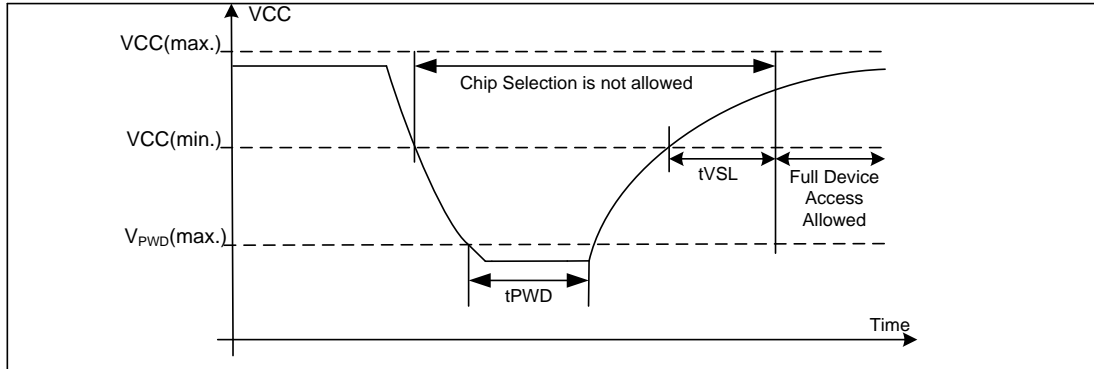 VCC
VCC(max.)
Chip Selection is not allowed
VCC(min.)
tVSL
Full Device
Access
Allowed
VPWD(max.)
tPWD
Time